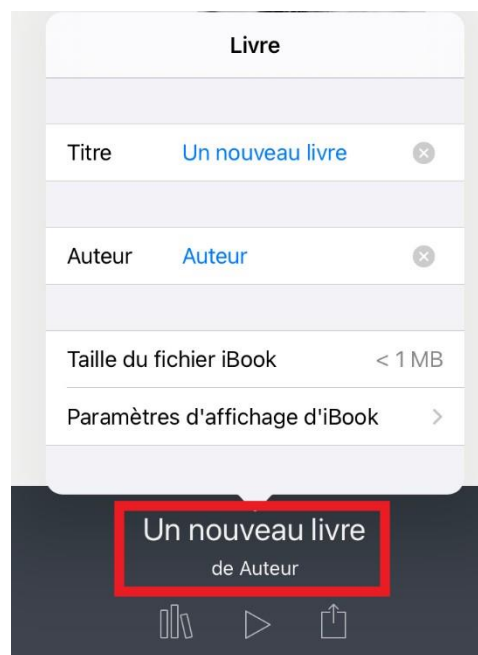 Livre
Titre Un nouveau livre
Auteur Auteur
Taille du fichier iBook < 1 MB
Paramètres d'affichage d'iBook
Un nouveau livre
de Auteur